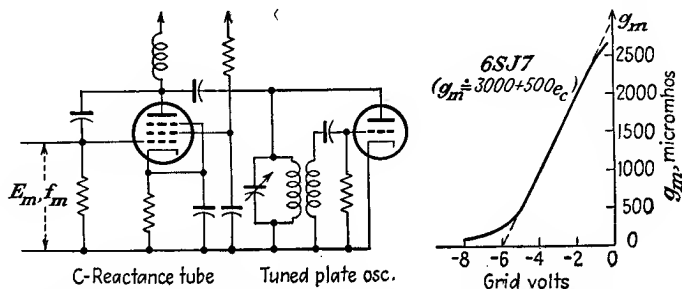 E_m, f_m
C-Reactance tube
Tuned plate osc.
6SJ7
(g_m ≐ 3000+500e_c)
g_m
2500
2000
1500
1000
500
0
g_m, micromhos
-8 -6 -4 -2 0
Grid volts